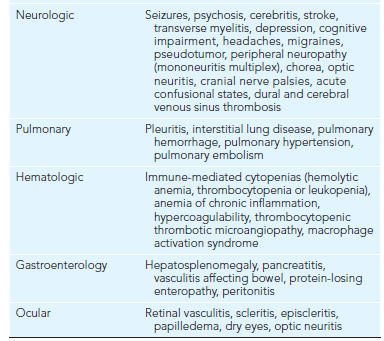 Neurologic Seizures, psychosis, cerebritis, stroke,
transverse myelitis, depression, cognitive
impairment, headaches, migraines,
pseudotumor, peripheral neuropathy
(mononeuritis multiplex), chorea, optic
neuritis, cranial nerve palsies, acute
confusional states, dural and cerebral
venous sinus thrombosis
Pulmonary Pleuritis, interstitial lung disease, pulmonary
hemorrhage, pulmonary hypertension,
pulmonary embolism
Hematologic Immune-mediated cytopenias (hemolytic
anemia, thrombocytopenia or leukopenia),
anemia of chronic inflammation,
hypercoagulability, thrombocytopenic
thrombotic microangiopathy, macrophage
activation syndrome
Gastroenterology Hepatosplenomegaly, pancreatitis,
vasculitis affecting bowel, protein-losing
enteropathy, peritonitis
Ocular Retinal vasculitis, scleritis, episcleritis,
papilledema, dry eyes, optic neuritis